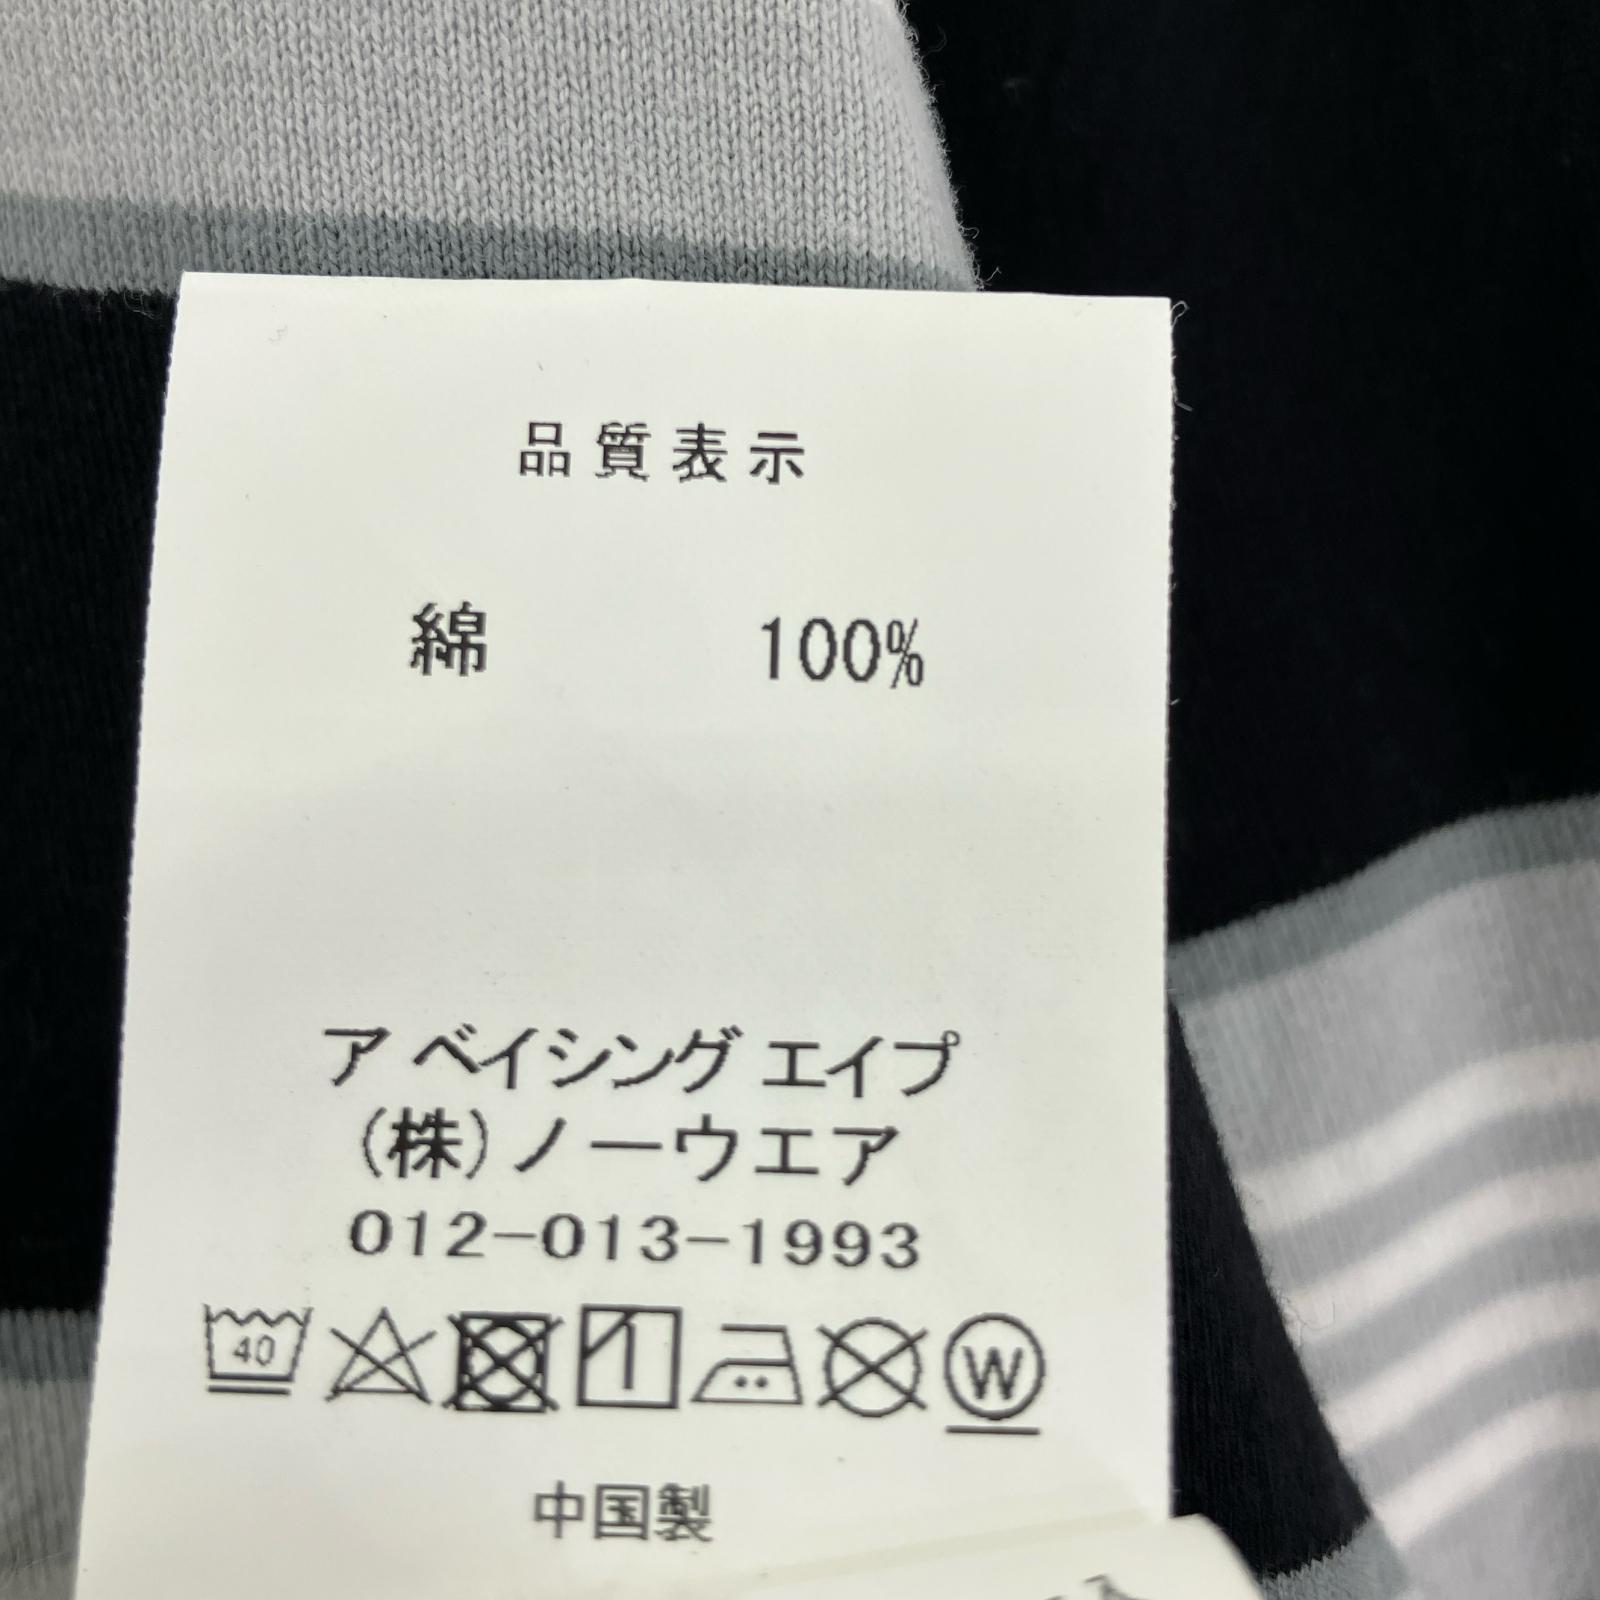 品質表示
綿 100%
ア ベイシング エイプ
(株)ノーウエア
012-013-1993
40 W
中国製